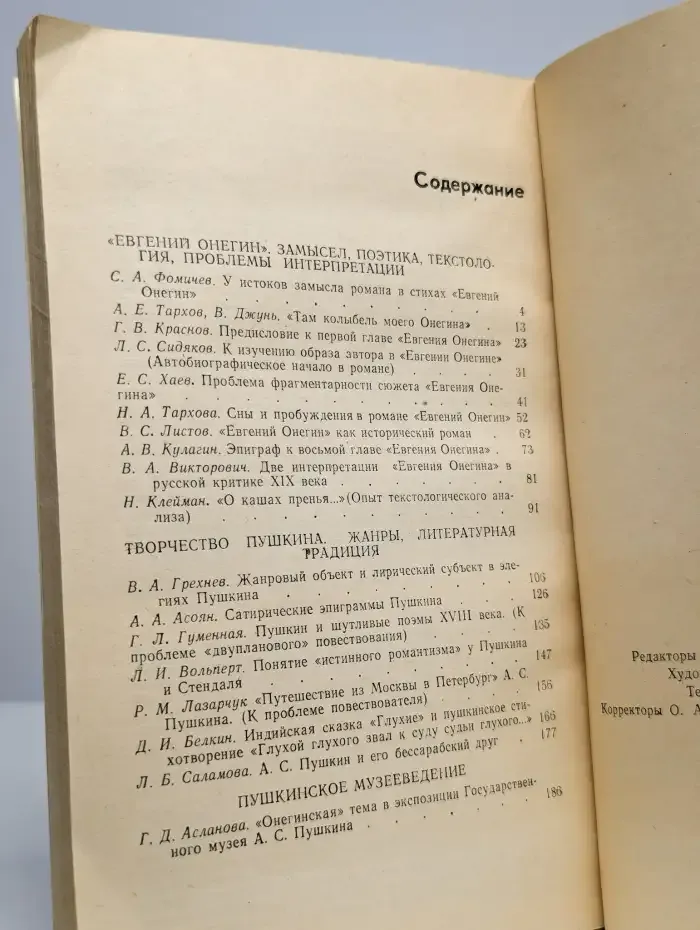 Содержание
«ЕВГЕНИЙ ОНЕГИН». ЗАМЫСЕЛ, ПОЭТИКА, ТЕКСТОЛО-
ГИЯ, ПРОБЛЕМЫ ИНТЕРПРЕТАЦИИ
С. А. Фомичев. У истоков замысла романа в стихах «Евгений
Онегин» . . . . . . . . 4
А. Е. Тархов, В. Джунь. «Там колыбель моего Онегина» . 13
Г. В. Краснов. Предисловие к первой главе «Евгения Онегина» 23
Л. С. Сидяков. К изучению образа автора в «Евгении Онегине»
(Автобиографическое начало в романе) . . . . 31
Е. С. Хаев. Проблема фрагментарности сюжета «Евгения Оне-
гина» . . . . . . . . . 41
Н. А. Тархова. Сны и пробуждения в романе «Евгений Онегин» 52
В. С. Листов. «Евгений Онегин» как исторический роман . 62
А. В. Кулагин. Эпиграф к восьмой главе «Евгения Онегина» . 73
В. А. Викторович. Две интерпретации «Евгения Онегина» в
русской критике XIX века . . . . . . 81
Н. Клейман. «О кашах пренья...» (Опыт текстологического ана-
лиза) . . . . . . . . . 91
ТВОРЧЕСТВО ПУШКИНА. ЖАНРЫ, ЛИТЕРАТУРНАЯ
ТРАДИЦИЯ
В. А. Грехнев. Жанровый объект и лирический субъект в эле-
гиях Пушкина . . . . . . . 106
А. А. Асоян. Сатирические эпиграммы Пушкина . . . 126
Г. Л. Гуменная. Пушкин и шутливые поэмы XVIII века. (К
проблеме «двупланового» повествования) . . . 135
Л. И. Вольперт. Понятие «истинного романтизма» у Пушкина
и Стендаля . . . . . . . . 147
Р. М. Лазарчук «Путешествие из Москвы в Петербург» А. С.
Пушкина. (К проблеме повествователя) . . . . 156
Д. И. Белкин. Индийская сказка «Глухие» и пушкинское сти-
хотворение «Глухой глухого звал к суду судьи глухого...» 166
Л. Б. Саламова. А. С. Пушкин и его бессарабский друг . . 177
ПУШКИНСКОЕ МУЗЕЕВЕДЕНИЕ
Г. Д. Асланова. «Онегинская» тема в экспозиции Государствен-
ного музея А. С. Пушкина . . . . . . 186
Редакторы
Худо
Те
Корректоры О. А